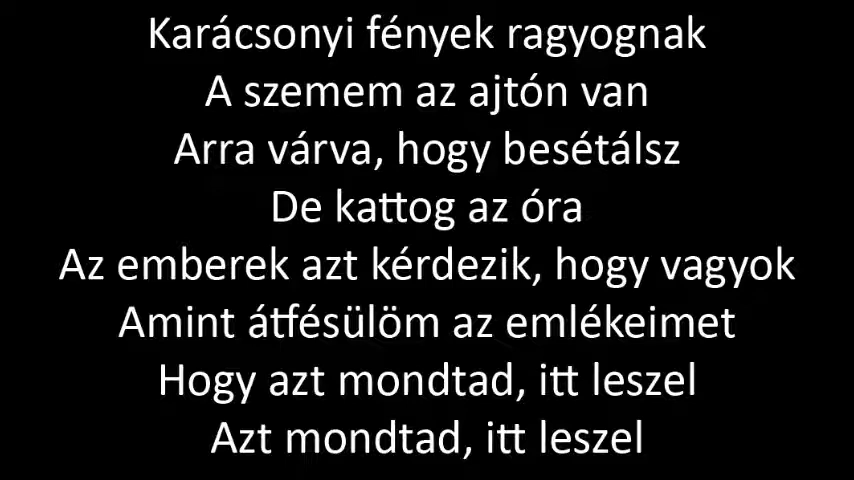 Karácsonyi fények ragyognak
A szemem az ajtón van
Arra várva, hogy besétálsz
De kattog az óra
Az emberek azt kérdezik, hogy vagyok
Amint átfésülöm az emlékeimet
Hogy azt mondtad, itt leszel
Azt mondtad, itt leszel